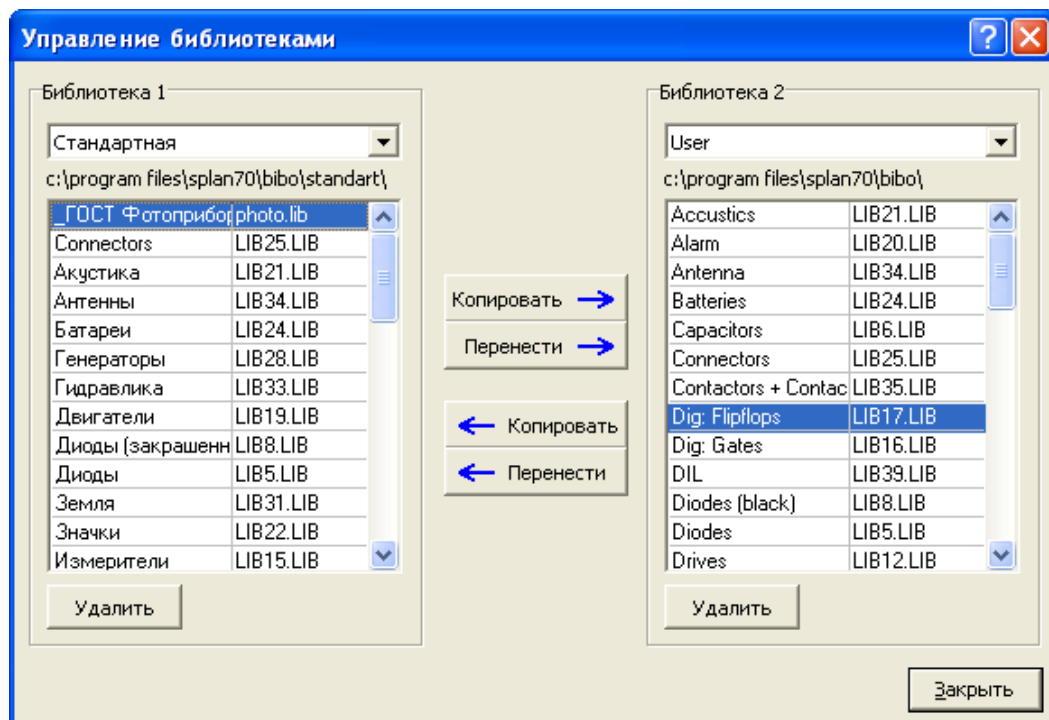 Управление библиотеками
Библиотека 1
Стандартная
c:\program files\splan70\bibo\standart\
_ГОСТ Фотоприбор photo.lib
Connectors LIB25.LIB
Акустика LIB21.LIB
Антенны LIB34.LIB
Батареи LIB24.LIB
Генераторы LIB28.LIB
Гидравлика LIB33.LIB
Двигатели LIB19.LIB
Диоды (закрашенн LIB8.LIB
Диоды LIB5.LIB
Земля LIB31.LIB
Значки LIB22.LIB
Измерители LIB15.LIB
Удалить
Копировать
Перенести
Копировать
Перенести
Библиотека 2
User
c:\program files\splan70\bibo\
Accustics LIB21.LIB
Alarm LIB20.LIB
Antenna LIB34.LIB
Batteries LIB24.LIB
Capacitors LIB6.LIB
Connectors LIB25.LIB
Contactors + Contac LIB35.LIB
Dig: Flipflops LIB17.LIB
Dig: Gates LIB16.LIB
DIL LIB39.LIB
Diodes (black) LIB8.LIB
Diodes LIB5.LIB
Drives LIB12.LIB
Удалить
Закрыть